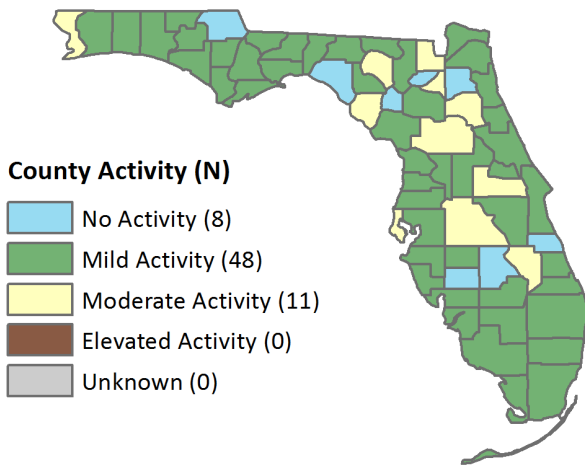 County Activity (N)
No Activity (8)
Mild Activity (48)
Moderate Activity (11)
Elevated Activity (0)
Unknown (0)